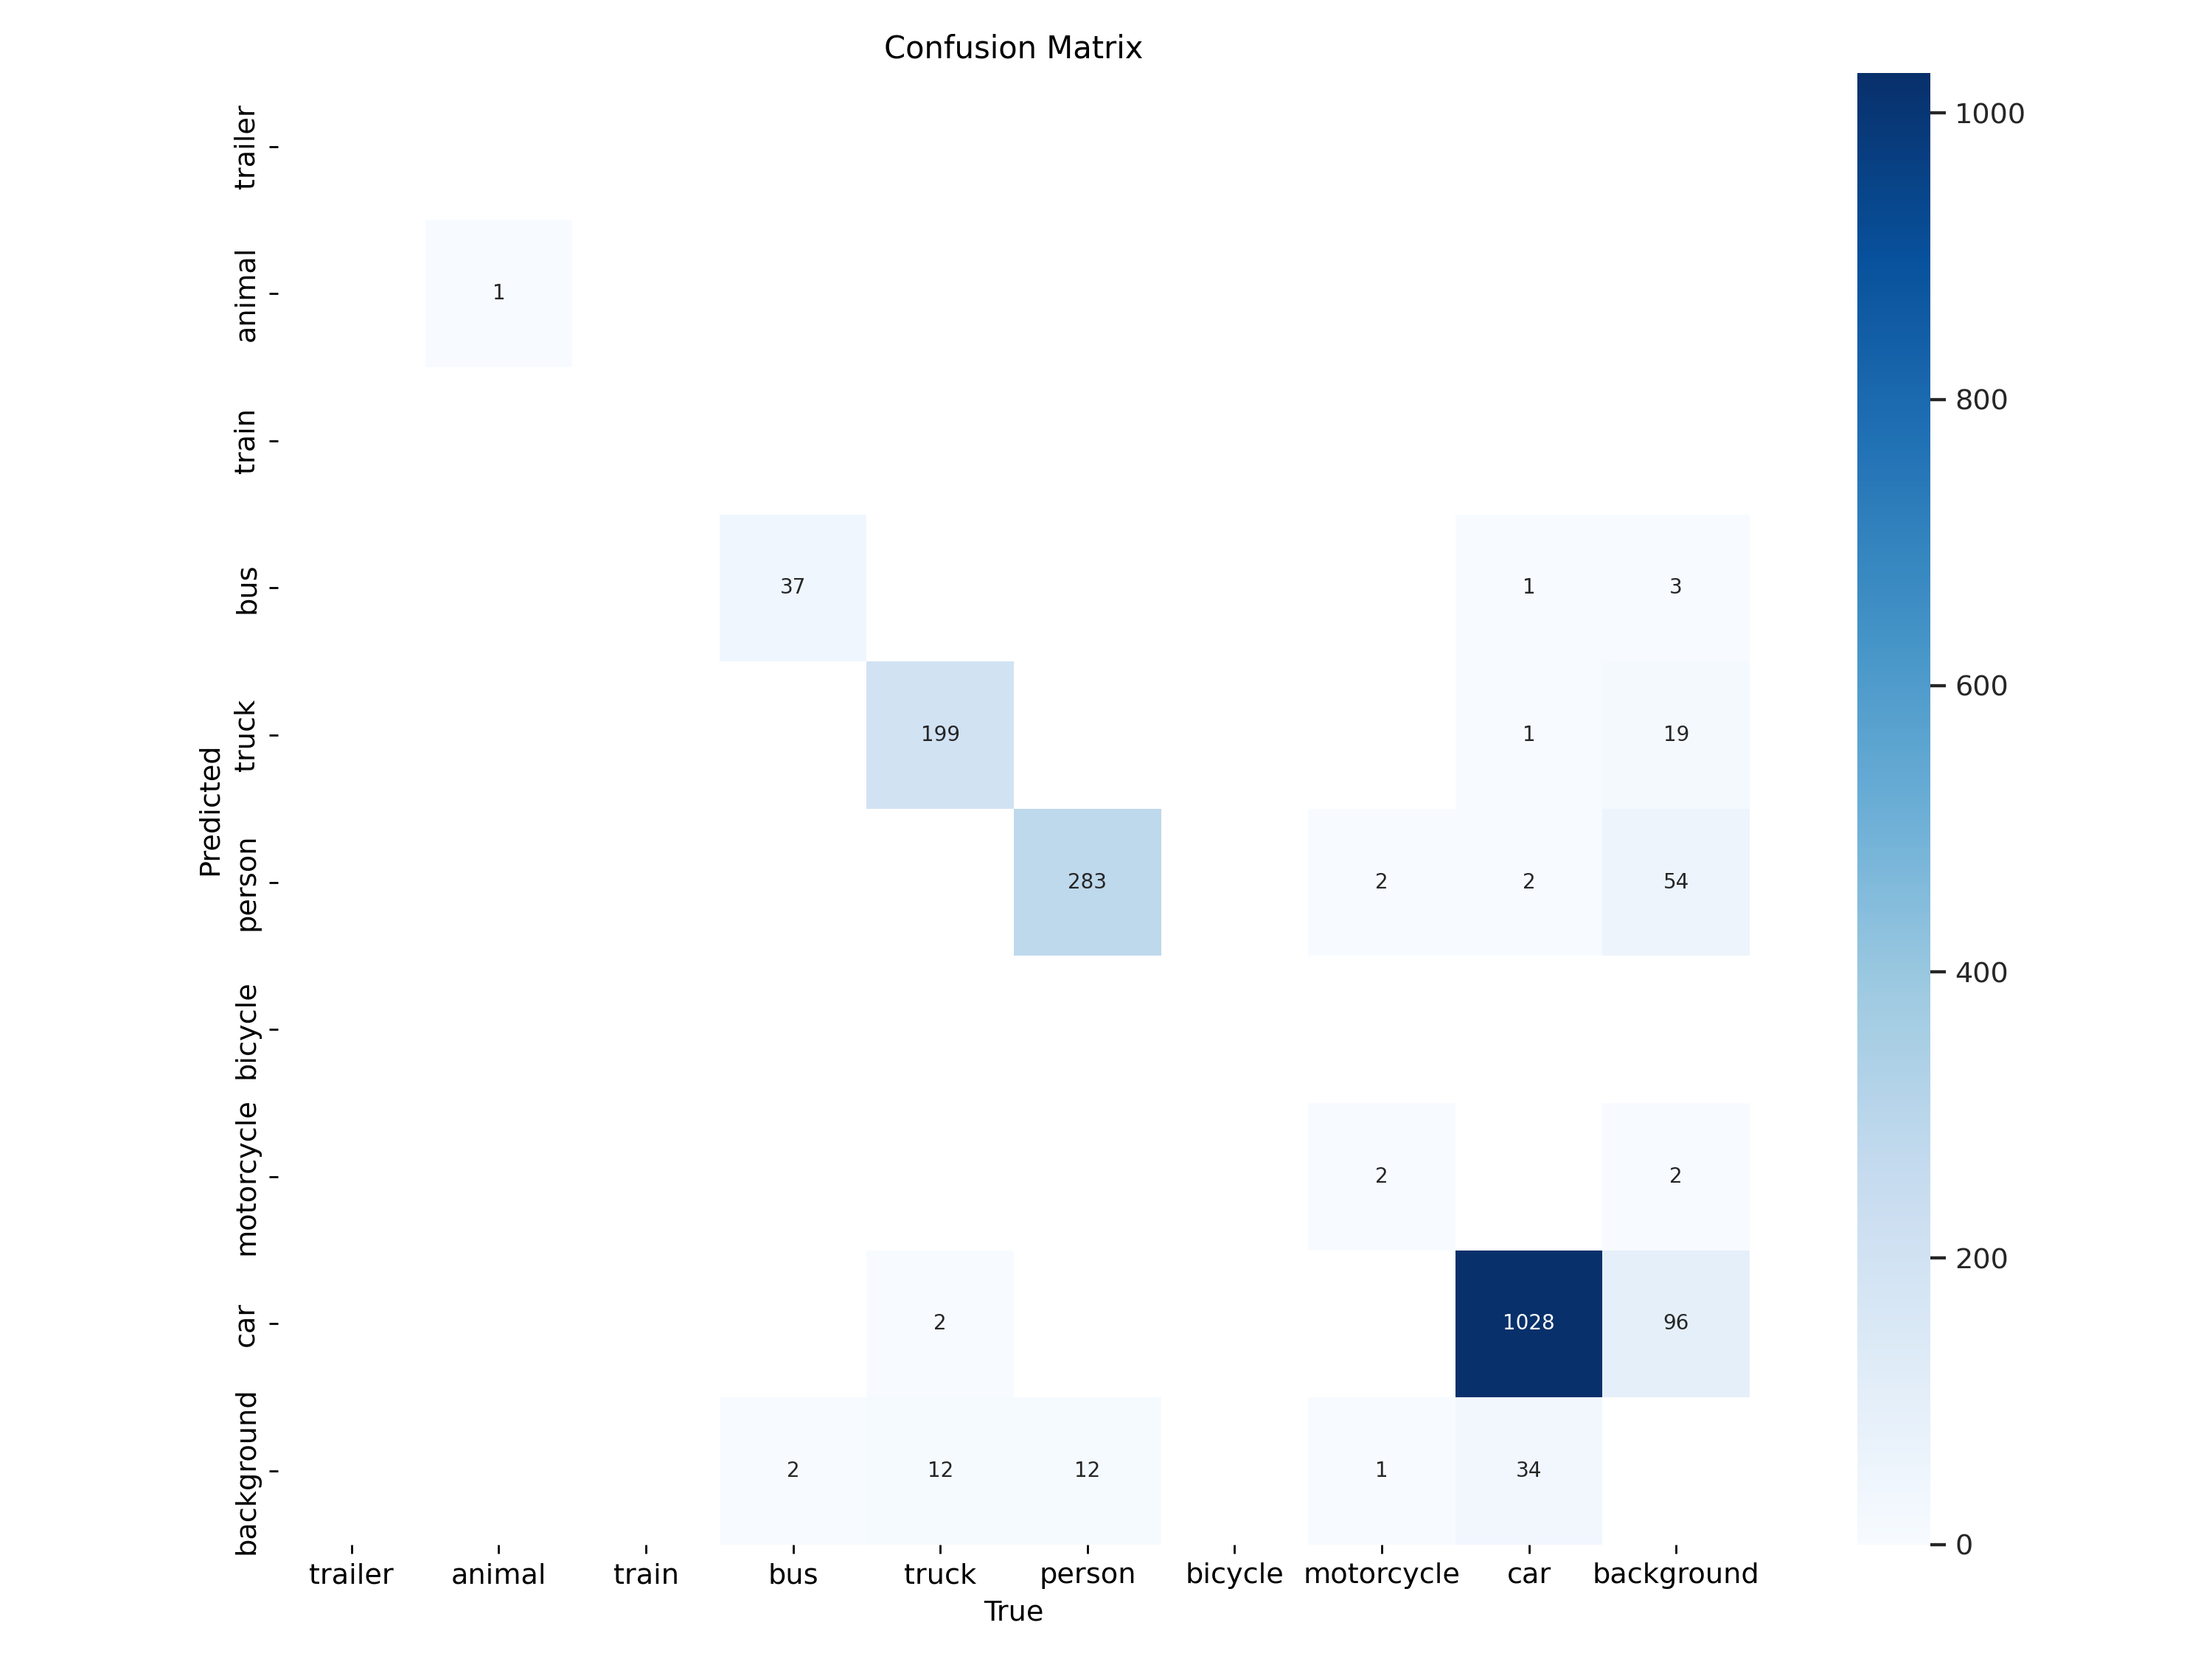 Confusion Matrix
trailer
animal
train
bus
truck
person
bicycle
motorcycle
car
background
Predicted
1
37 1 3
199 1 19
283 2 2 54
2 2
2 1028 96
2 12 12 1 34
trailer animal train bus truck person bicycle motorcycle car background
True
1000
800
600
400
200
0